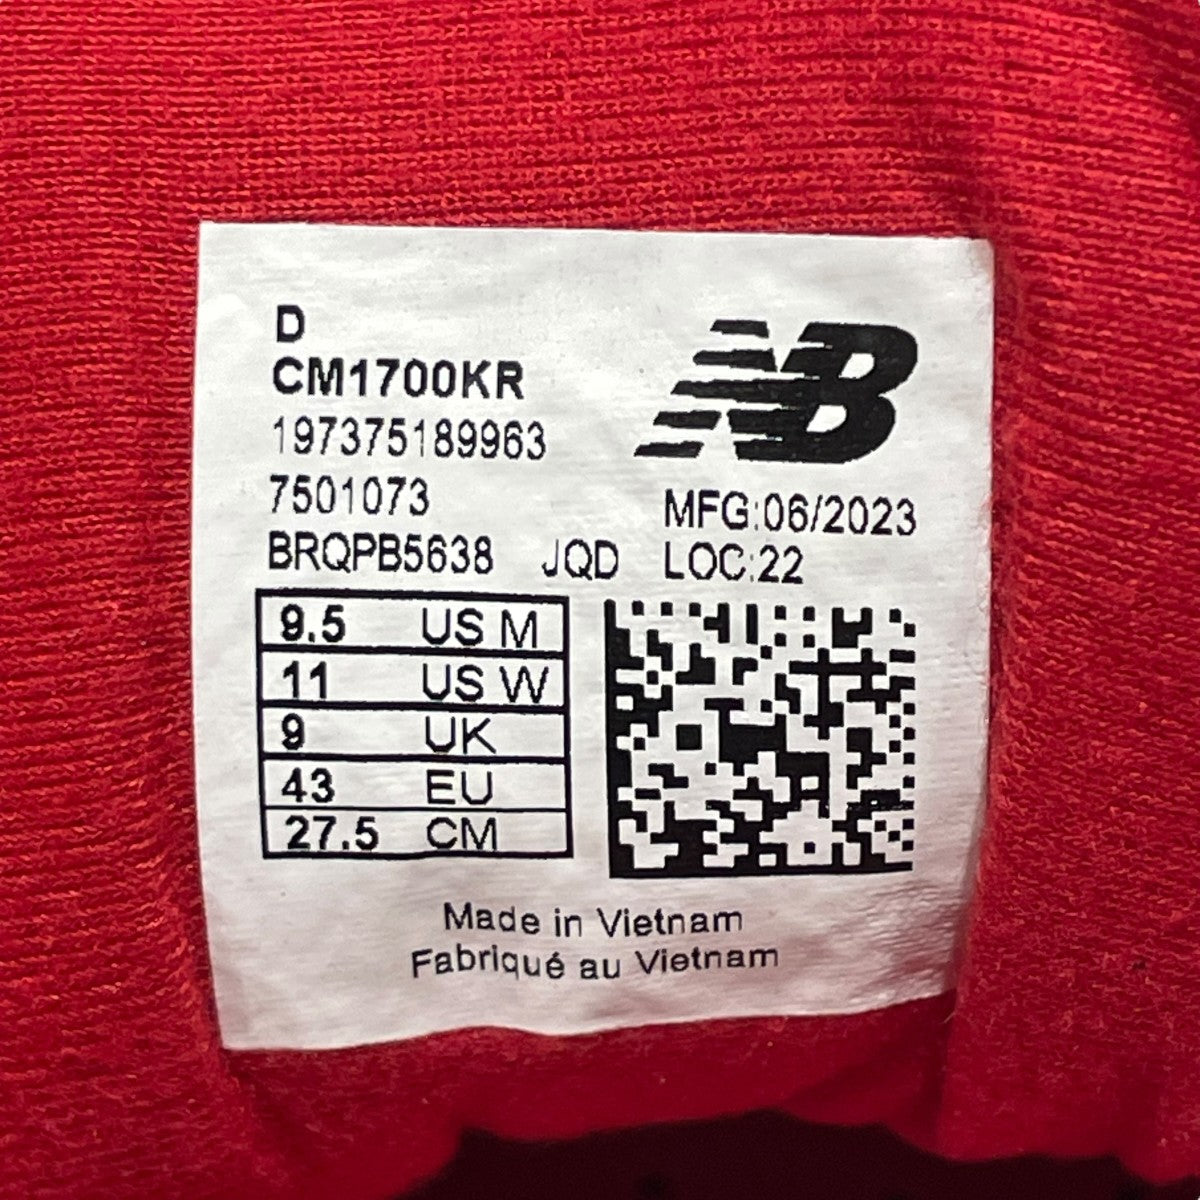 D
CM1700KR
197375189963
7501073
BRQPB5638 JQD
NB
MFG:06/2023
LOC:22
9.5 US M
11 US W
9 UK
43 EU
27.5 CM
Made in Vietnam
Fabriqué au Vietnam